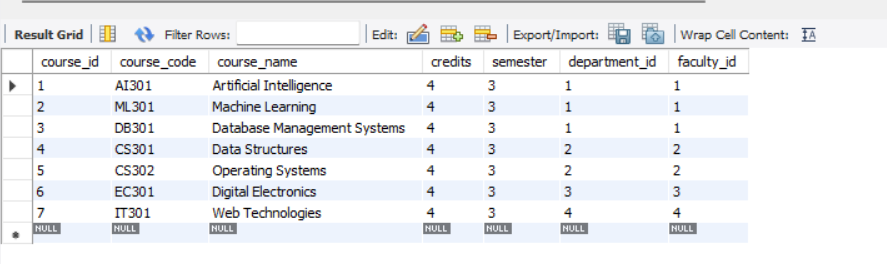 Result Grid Filter Rows: Edit: Export/Import: Wrap Cell Content: IA
course_id course_code course_name credits semester department_id faculty_id
1 AI301 Artificial Intelligence 4 3 1 1
2 ML301 Machine Learning 4 3 1 1
3 DB301 Database Management Systems 4 3 1 1
4 CS301 Data Structures 4 3 2 2
5 CS302 Operating Systems 4 3 2 2
6 EC301 Digital Electronics 4 3 3 3
7 IT301 Web Technologies 4 3 4 4
NULL NULL NULL NULL NULL NULL NULL